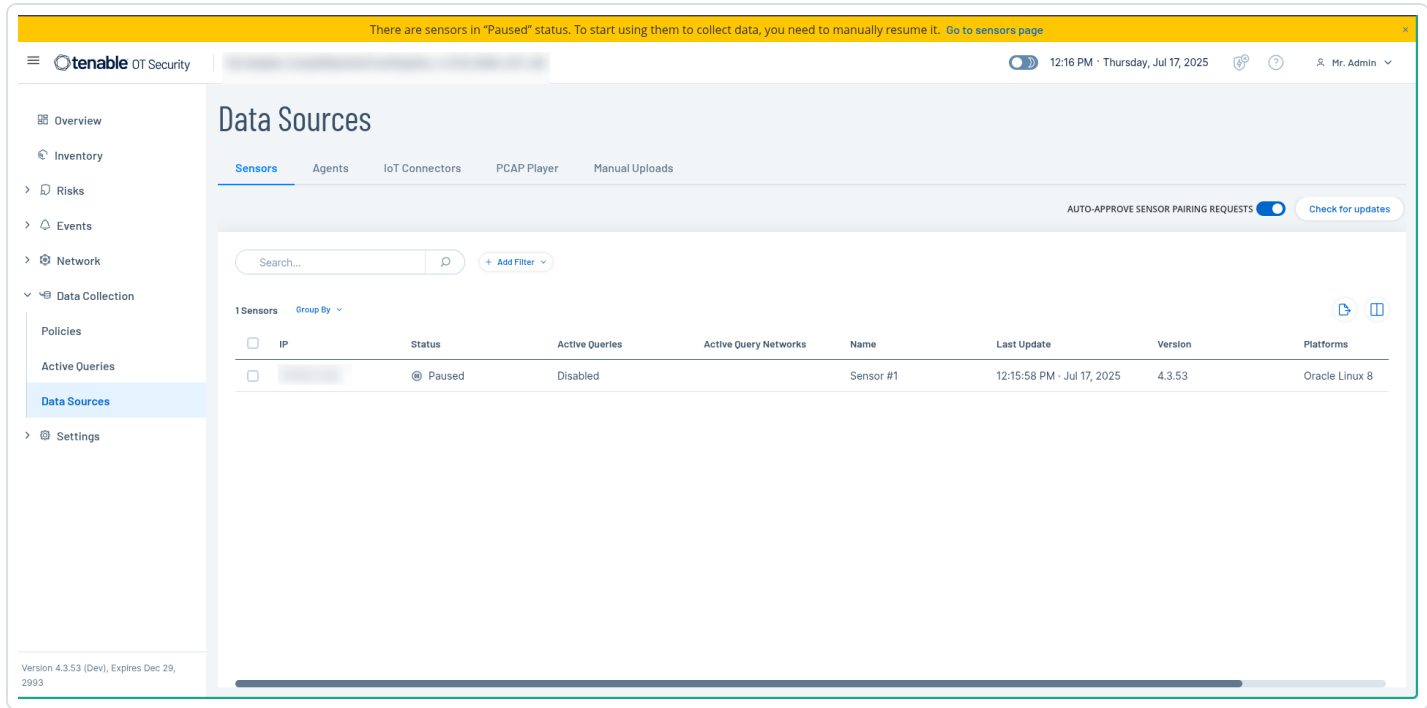 There are sensors in “Paused” status. To start using them to collect data, you need to manually resume it. Go to sensors page
tenable OT Security
12:16 PM · Thursday, Jul 17, 2025
Mr. Admin
Overview
Inventory
Risks
Events
Network
Data Collection
Policies
Active Queries
Data Sources
Settings
Version 4.3.53 (Dev), Expires Dec 29,
2993
Data Sources
Sensors Agents IoT Connectors PCAP Player Manual Uploads
AUTO-APPROVE SENSOR PAIRING REQUESTS Check for updates
Search... + Add Filter
1 Sensors Group By
IP Status Active Queries Active Query Networks Name Last Update Version Platforms
Paused Disabled Sensor #1 12:15:58 PM · Jul 17, 2025 4.3.53 Oracle Linux 8